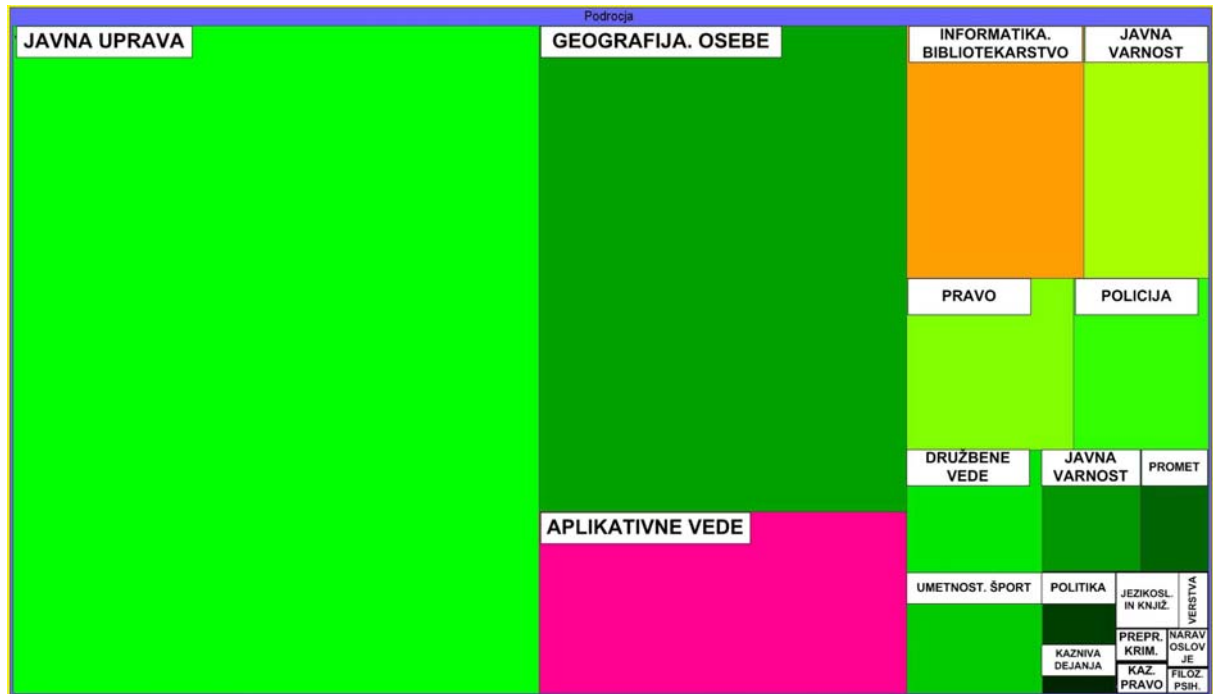 Podrocja
JAVNA UPRAVA
GEOGRAFIJA. OSEBE
INFORMATIKA.
BIBLIOTEKARSTVO
JAVNA
VARNOST
PRAVO
POLICIJA
DRUŽBENE
VEDE
JAVNA
VARNOST
PROMET
APLIKATIVNE VEDE
UMETNOST. ŠPORT
POLITIKA
JEZIKOSL.
IN KNJIŽ.
VERSTVA
PREPR.
KRIM.
NARAV
OSLOV
JE
KAZNIVA
DEJANJA
KAZ.
PRAVO
FILOZ.
PSIH.